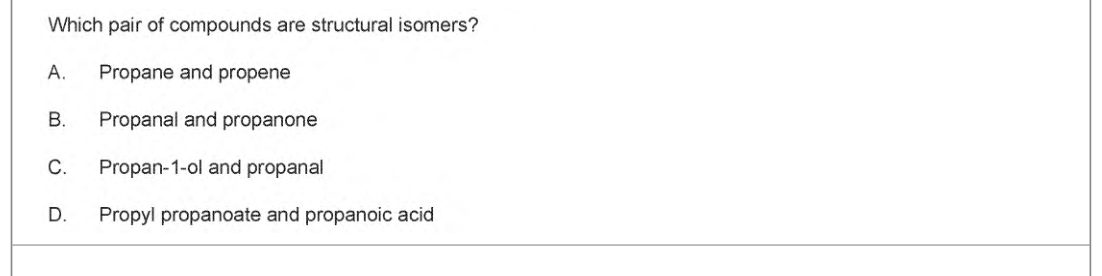 Which pair of compounds are structural isomers?
A. Propane and propene
B. Propanal and propanone
C. Propan-1-ol and propanal
D. Propyl propanoate and propanoic acid